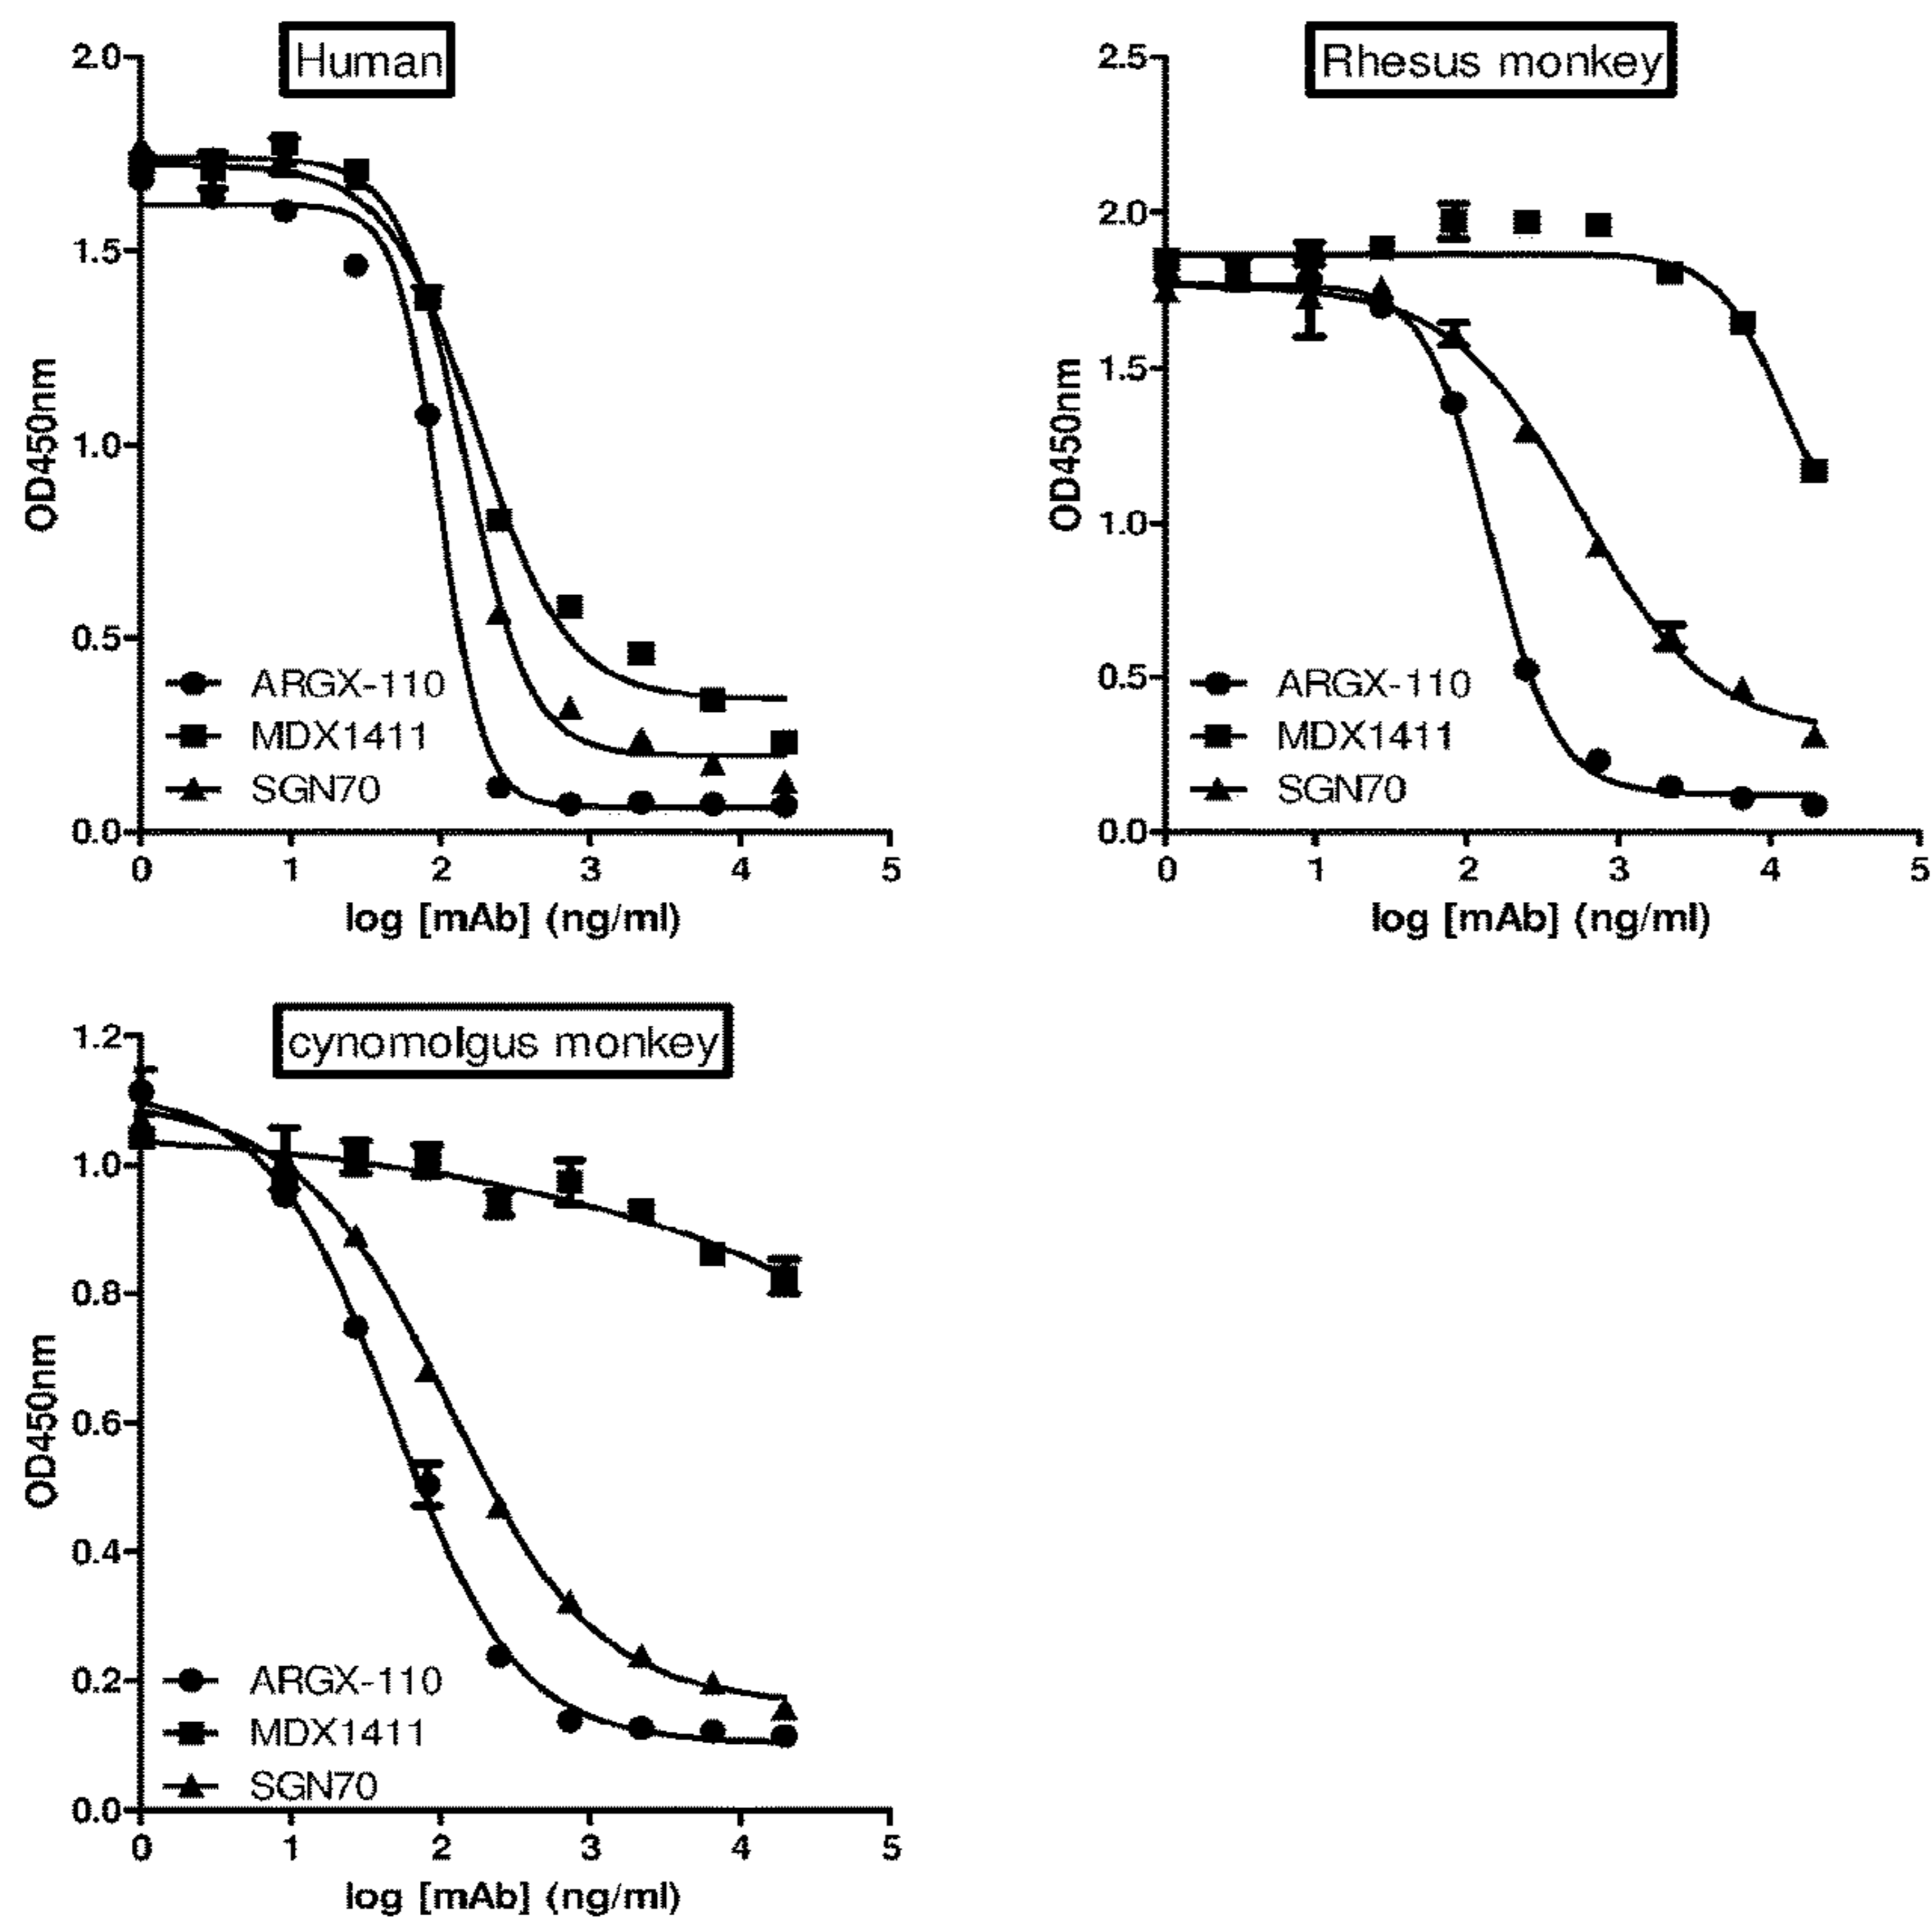 Human
2.0
1.5
1.0
0.5
0.0
OD450nm
ARGX-110
MDX1411
SGN70
0
1
2
3
4
5
log [mAb] (ng/ml)
Rhesus monkey
2.5
2.0
1.5
1.0
0.5
0.0
OD450nm
ARGX-110
MDX1411
SGN70
0
1
2
3
4
5
log [mAb] (ng/ml)
cynomolgus monkey
1.2
1.0
0.8
0.6
0.4
0.2
0.0
OD450nm
ARGX-110
MDX1411
SGN70
0
1
2
3
4
5
log [mAb] (ng/ml)